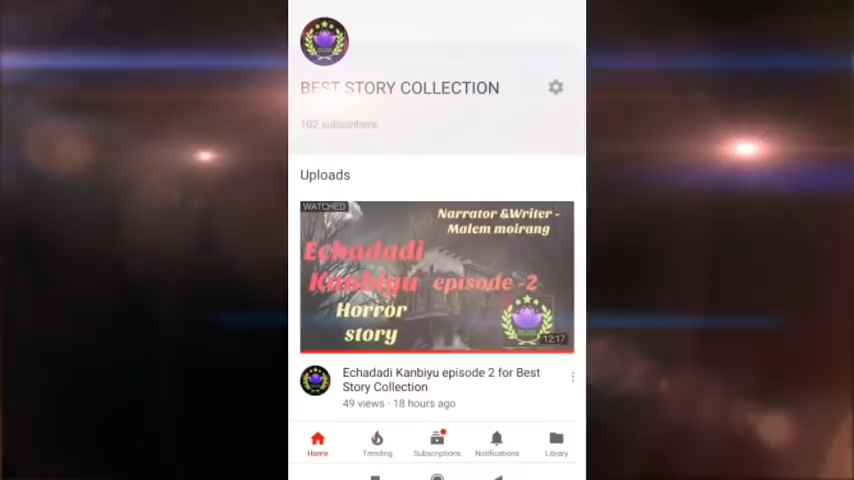 BEST STORY COLLECTION
102 subscribers
Uploads
WATCHED
Narrator &Writer -
Malem moirang
Echadadi
Kanbiyu episode -2
Horror
story
12:17
Echadadi Kanbiyu episode 2 for Best
Story Collection
49 views · 18 hours ago
Home
Trending
Subscriptions
Notifications
Library